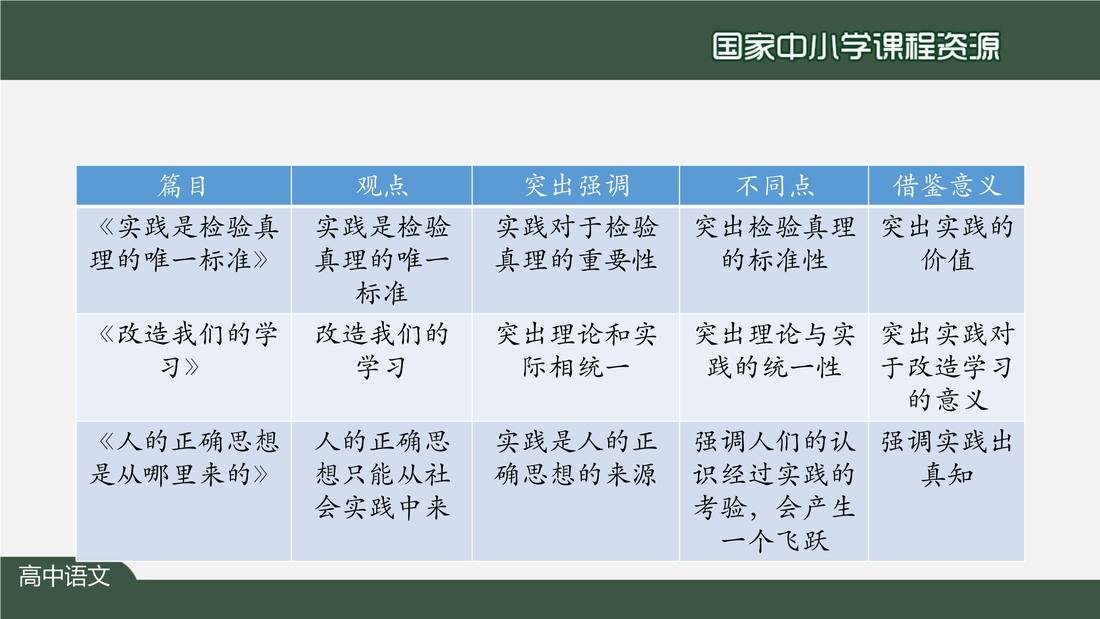 国家中小学课程资源
篇目
观点
突出强调
不同点
借鉴意义
《实践是检验真
理的唯一标准》
实践是检验
真理的唯一
标准
实践对于检验
真理的重要性
突出检验真理
的标准性
突出实践的
价值
《改造我们的学
习》
改造我们的
学习
突出理论和实
际相统一
突出理论与实
践的统一性
突出实践对
于改造学习
的意义
《人的正确思想
是从哪里来的》
人的正确思
想只能从社
会实践中来
实践是人的正
确思想的来源
强调人们的认
识经过实践的
考验，会产生
一个飞跃
强调实践出
真知
高中语文